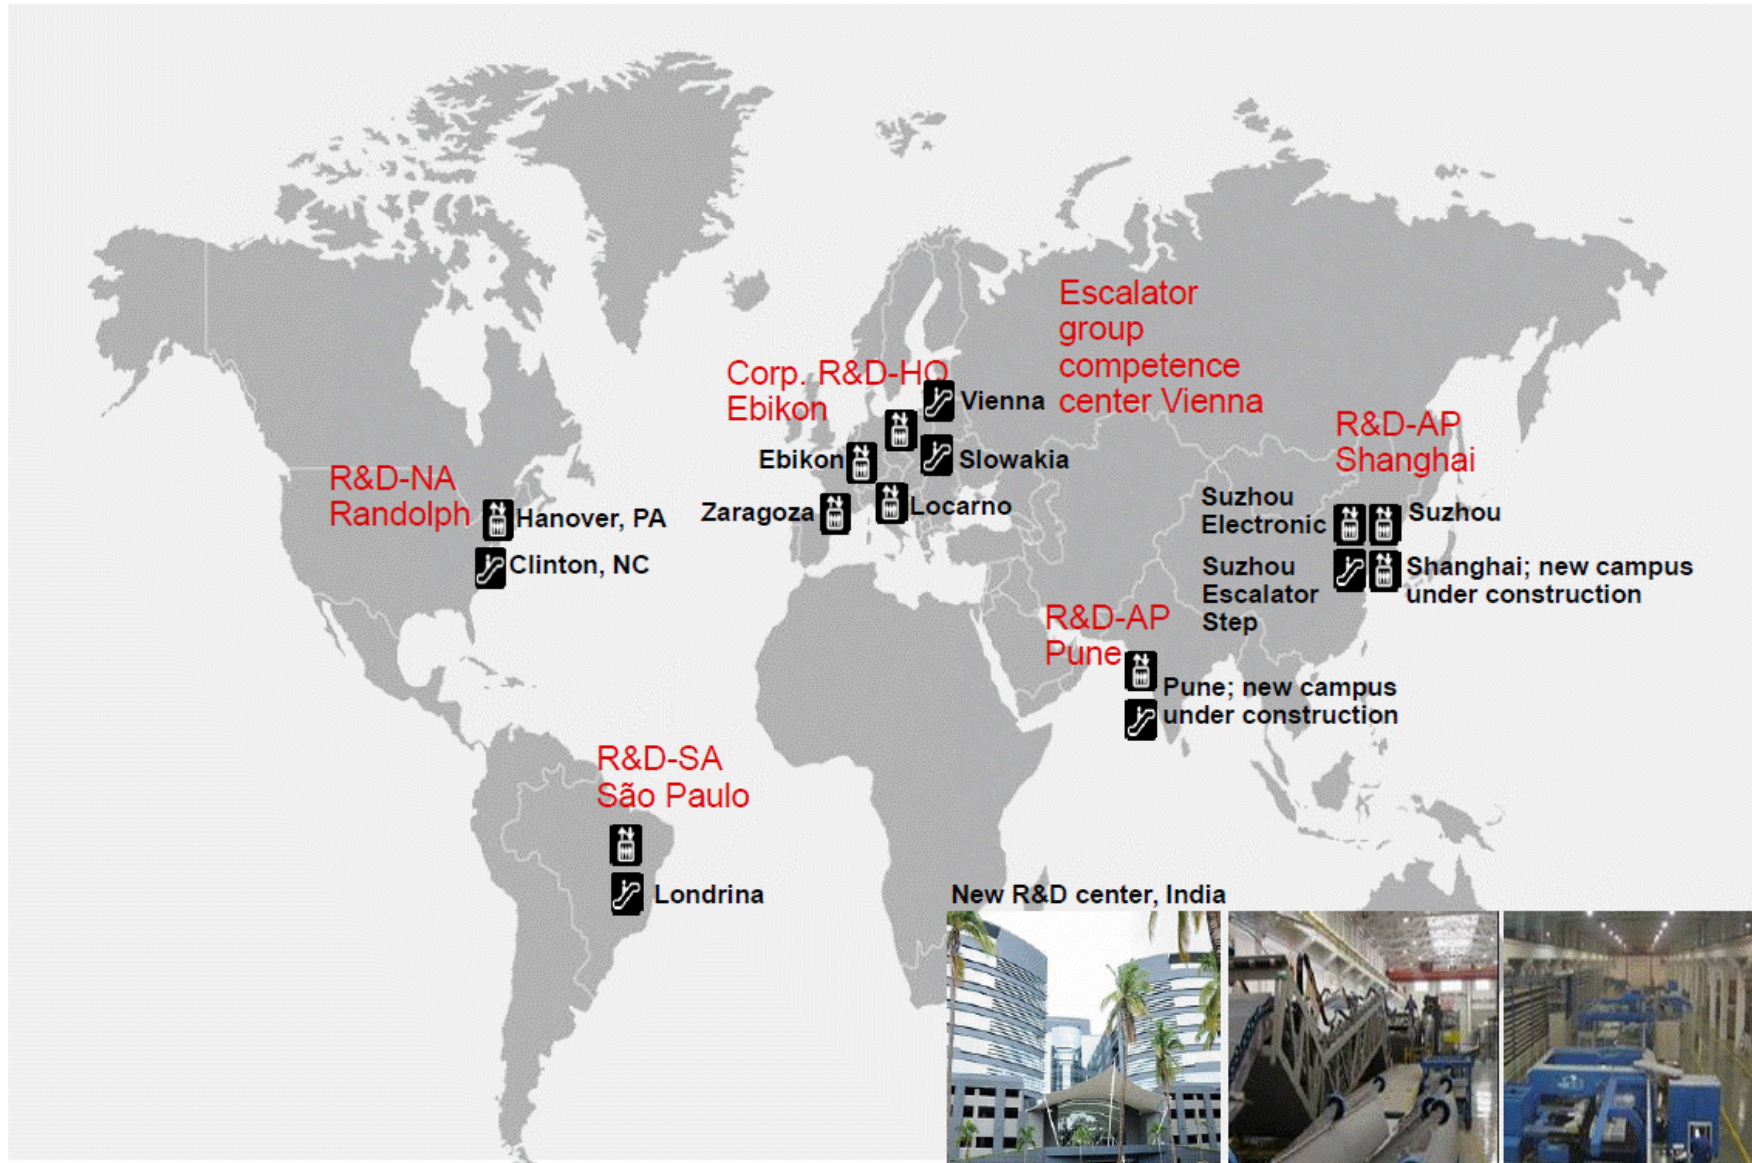 Escalator
group
competence
center Vienna
Corp. R&D-HQ
Ebikon
Vienna
R&D-AP
Shanghai
Ebikon
Slowakia
R&D-NA
Randolph
Hanover, PA
Zaragoza
Locarno
Suzhou
Electronic
Suzhou
Clinton, NC
Suzhou
Escalator
Step
Shanghai; new campus
under construction
R&D-AP
Pune
Pune; new campus
under construction
R&D-SA
São Paulo
Londrina
New R&D center, India